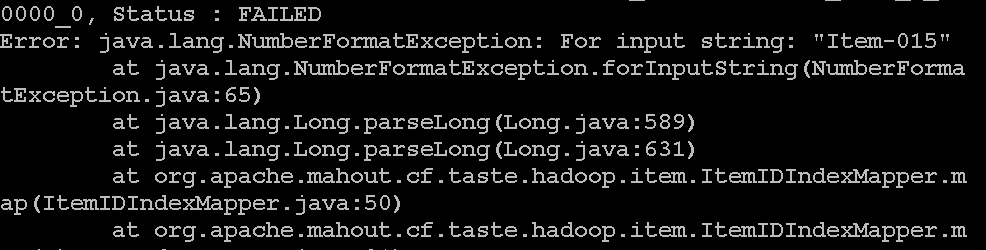 0000_0, Status : FAILED
Error: java.lang.NumberFormatException: For input string: "Item-015"
        at java.lang.NumberFormatException.forInputString(NumberForma
tException.java:65)
        at java.lang.Long.parseLong(Long.java:589)
        at java.lang.Long.parseLong(Long.java:631)
        at org.apache.mahout.cf.taste.hadoop.item.ItemIDIndexMapper.m
ap(ItemIDIndexMapper.java:50)
        at org.apache.mahout.cf.taste.hadoop.item.ItemIDIndexMapper.m